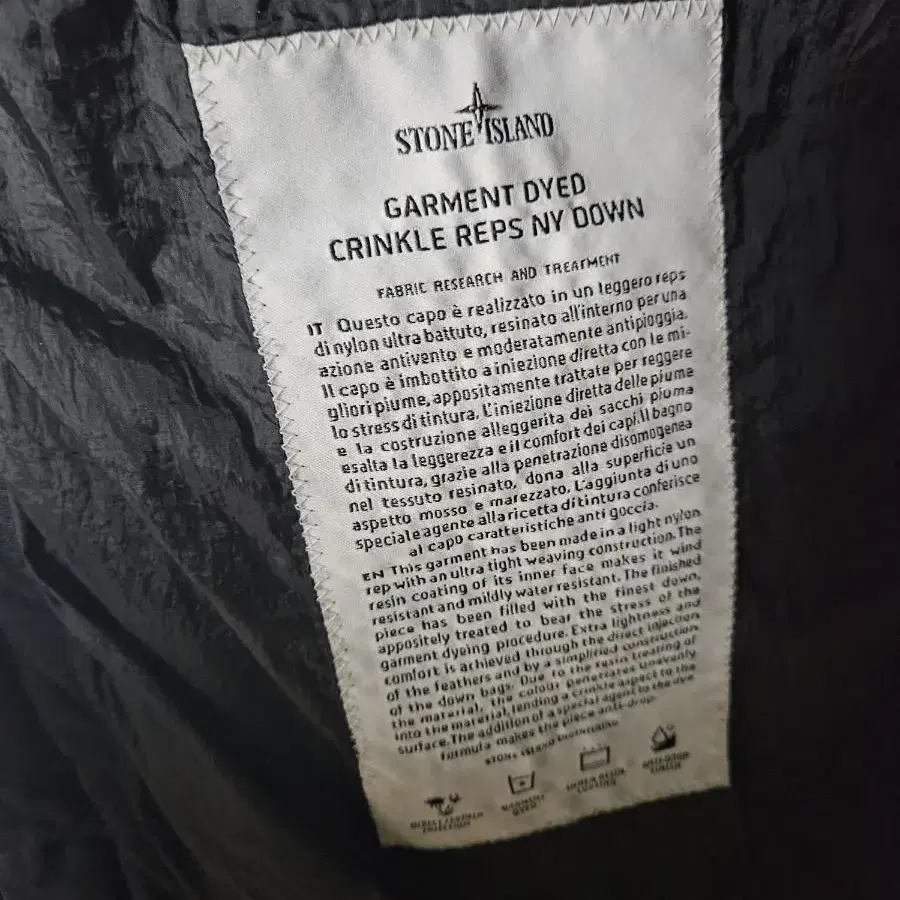 STONE ISLAND
GARMENT DYED
CRINKLE REPS NY DOWN
FABRIC RESEARCH AND TREATMENT
IT Questo capo è realizzato in un leggero reps
di nylon ultra battuto, resinato all'interno per una
azione antivento e moderatamente antipioggia.
Il capo è imbottito a iniezione diretta con le mi-
gliori piume, appositamente trattate per reggere
lo stress di tintura. L'iniezione diretta delle piume
e la costruzione alleggerita dei sacchi piuma
esalta la leggerezza e il comfort dei capi. Il bagno
di tintura, grazie alla penetrazione disomogenea
nel tessuto resinato, dona alla superficie un
aspetto mosso e marezzato. L'aggiunta di uno
speciale agente alla ricetta di tintura conferisce
al capo caratteristiche anti goccia.
EN This garment has been made in a light nylon
rep with an ultra tight weaving construction. The
resin coating of its inner face makes it wind
resistant and mildly water resistant. The finished
piece has been filled with the finest down,
appositely treated to bear the stress of the
garment dyeing procedure. Extra lightness and
comfort is achieved through the direct injection
of the feathers and by a simplified construction
of the down bags. Due to the resin treating of
the material, the colour penetrates unevenly
into the material, lending a crinkle aspect to the
surface. The addition of a special agent to the dye
formula makes the piece anti-drop.
STONE ISLAND
GARMENT
DYED